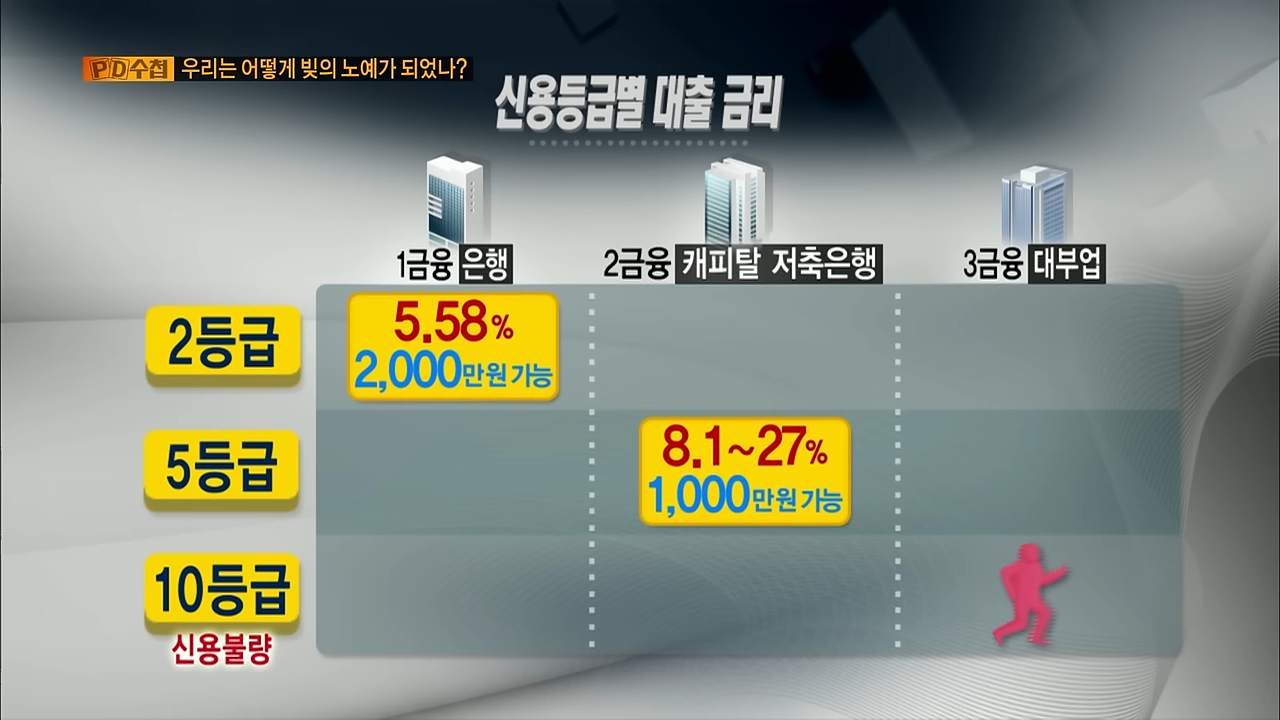 PD수첩 우리는 어떻게 빚의 노예가 되었나?
신용등급별 대출 금리
1금융 은행
2금융 캐피탈 저축은행
3금융 대부업
2등급
5.58%
2,000만원 가능
5등급
8.1~27%
1,000만원 가능
10등급
신용불량